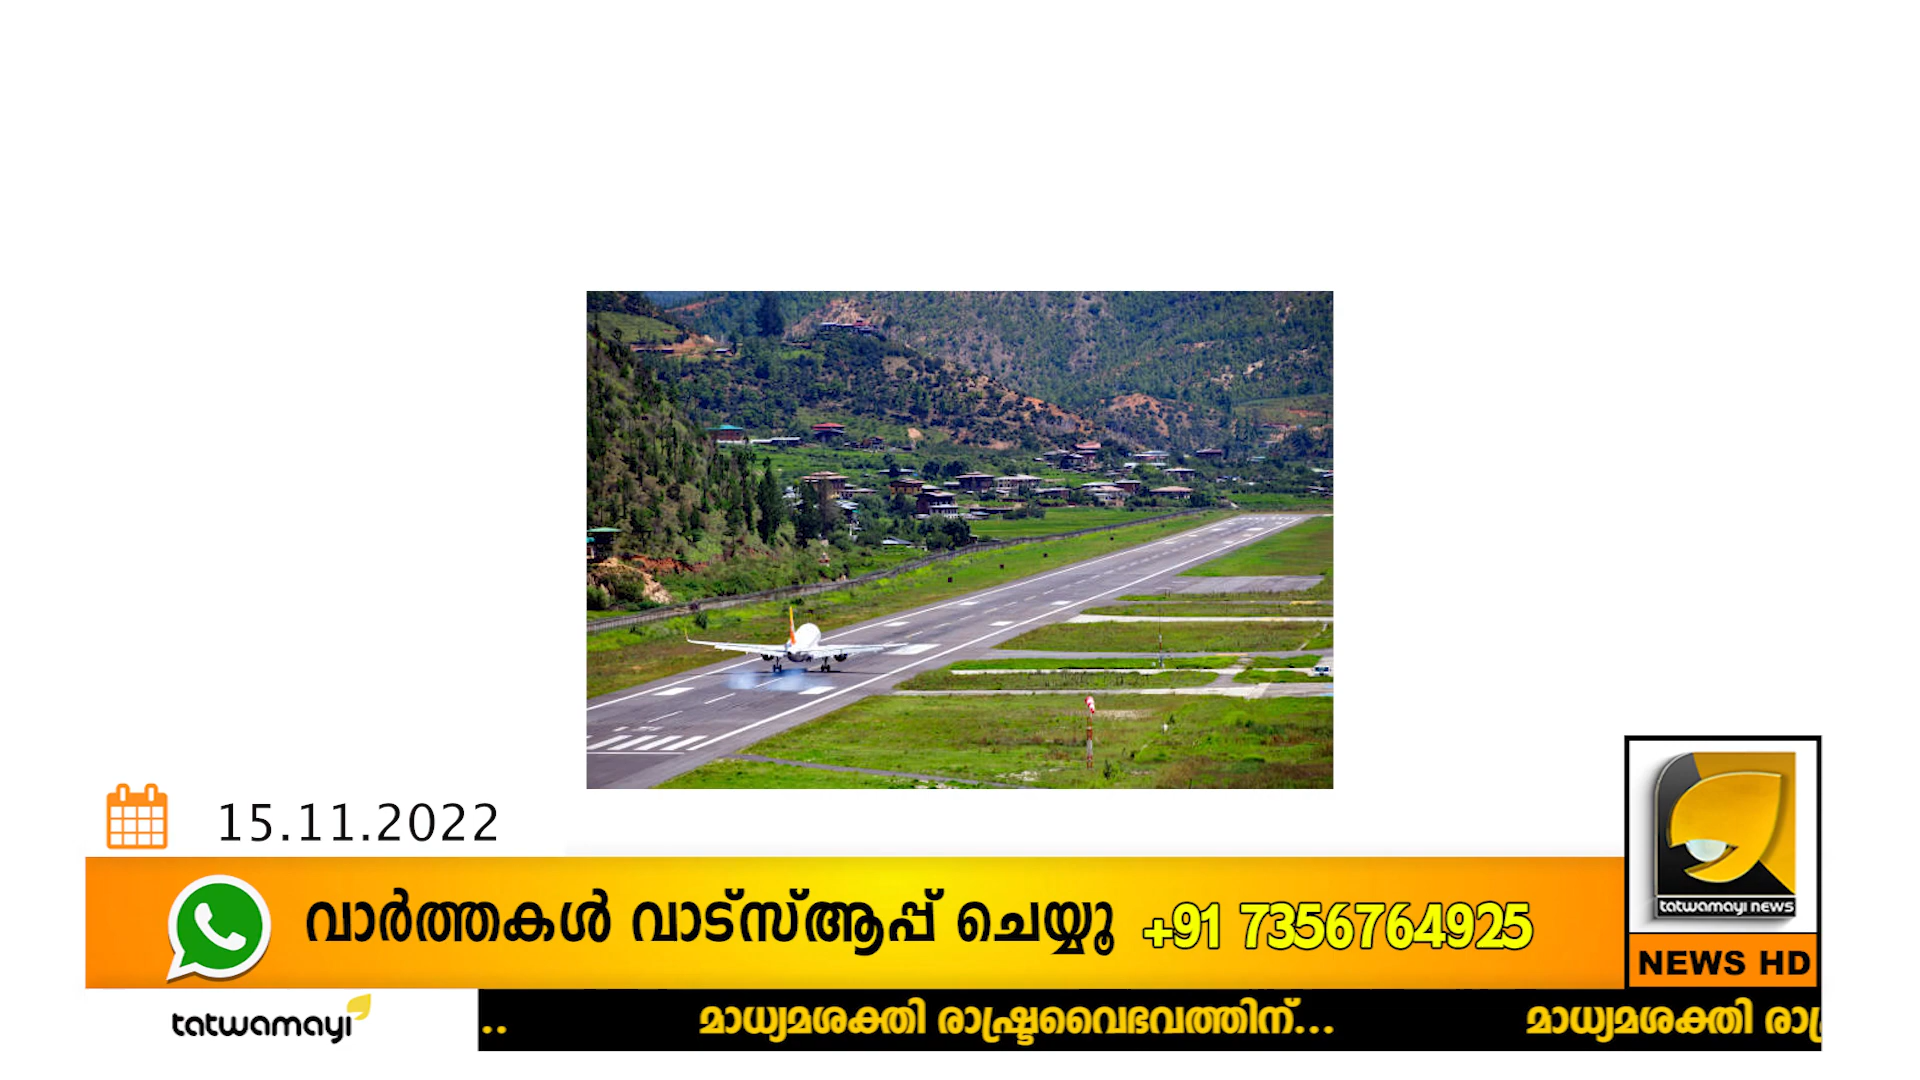 15.11.2022
വാർത്തകൾ വാട്സ്ആപ്പ് ചെയ്യൂ +91 7356764925
tatwamayi news
NEWS HD
tatwamayi
.. മാധ്യമശക്തി രാഷ്ട്രവൈഭവത്തിന്... മാധ്യമശക്തി